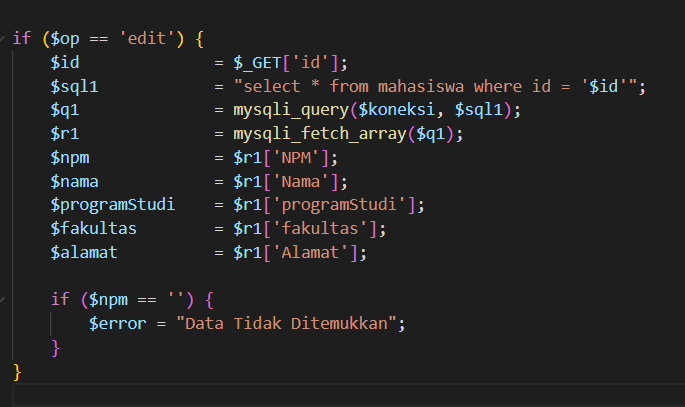 if ($op == 'edit') {
    $id             = $_GET['id'];
    $sql1           = "select * from mahasiswa where id = '$id'";
    $q1             = mysqli_query($koneksi, $sql1);
    $r1             = mysqli_fetch_array($q1);
    $npm            = $r1['NPM'];
    $nama           = $r1['Nama'];
    $programStudi   = $r1['programStudi'];
    $fakultas       = $r1['fakultas'];
    $alamat         = $r1['Alamat'];
    if ($npm == '') {
        $error = "Data Tidak Ditemukkan";
    }
}